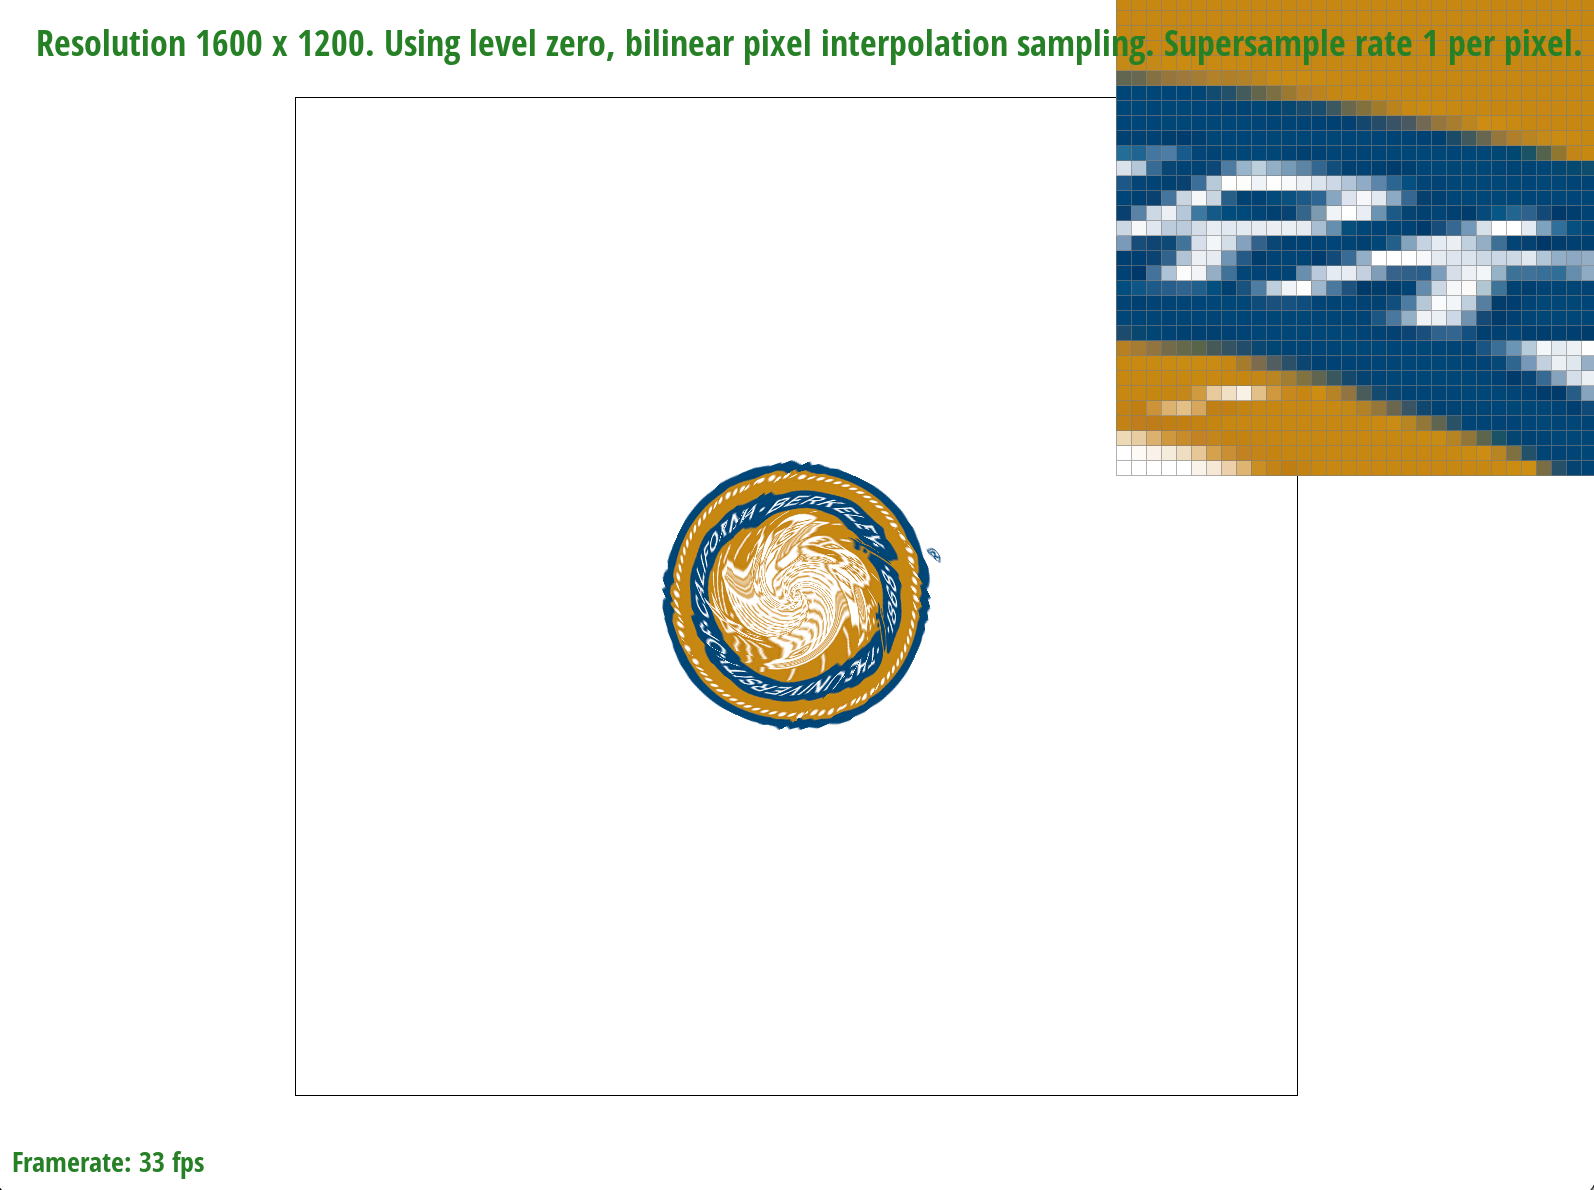 Resolution 1600 x 1200. Using level zero, bilinear pixel interpolation sampling. Supersample rate 1 per pixel.
THE UNIVERSITY OF CALIFORNIA · BERKELEY · 1868 ·
®
Framerate: 33 fps